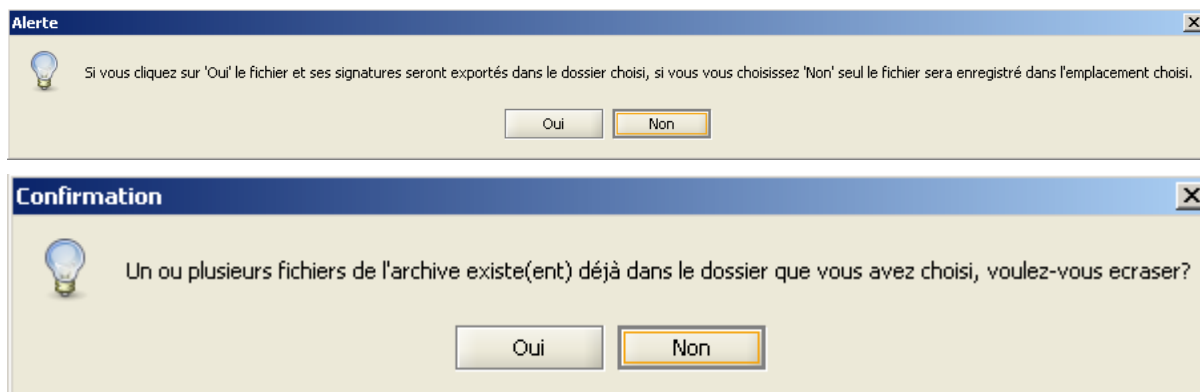 Alerte
Si vous cliquez sur 'Oui' le fichier et ses signatures seront exportés dans le dossier choisi, si vous vous choisissez 'Non' seul le fichier sera enregistré dans l'emplacement choisi.
Oui Non
Confirmation
Un ou plusieurs fichiers de l'archive existe(ent) déjà dans le dossier que vous avez choisi, voulez-vous ecraser?
Oui Non